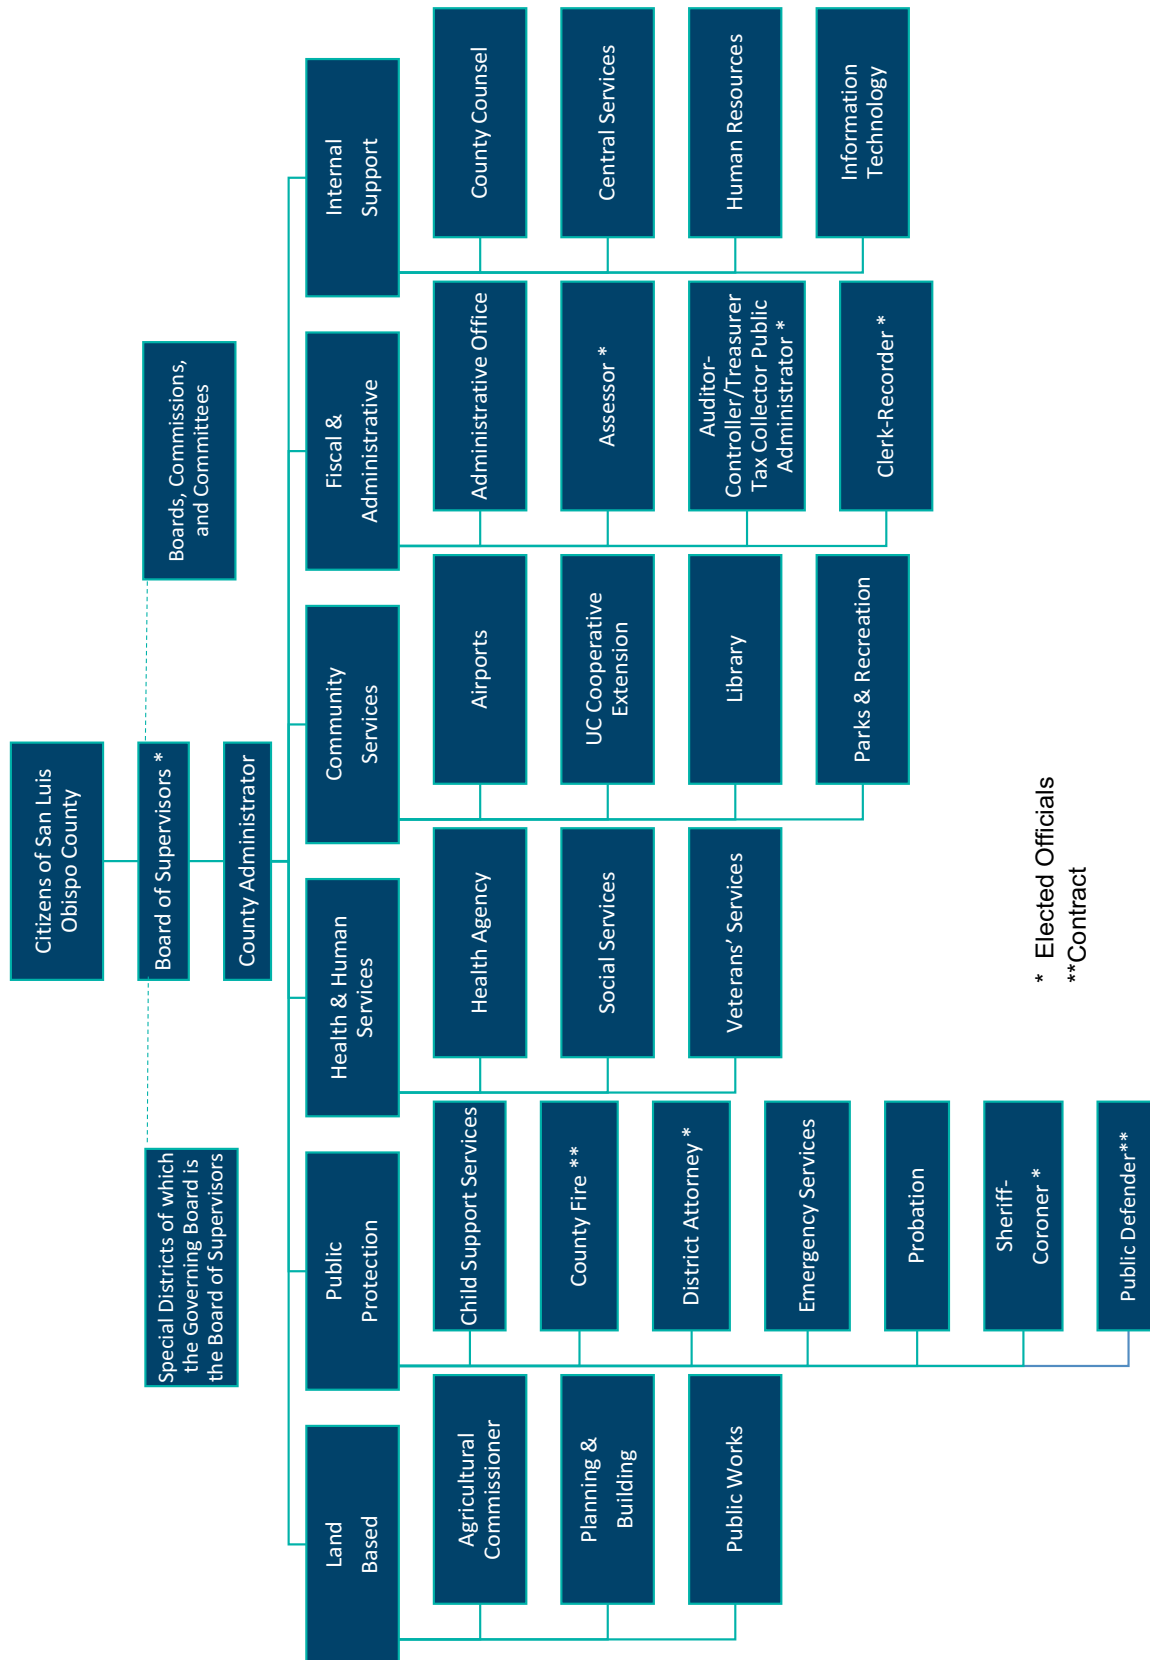 Citizens of San Luis
Obispo County
Special Districts of which
the Governing Board is
the Board of Supervisors
Board of Supervisors *
Boards, Commissions,
and Committees
County Administrator
Land
Based
Agricultural
Commissioner
Planning &
Building
Public Works
Public
Protection
Child Support Services
County Fire **
District Attorney *
Emergency Services
Probation
Sheriff-
Coroner *
Public Defender**
Health & Human
Services
Health Agency
Social Services
Veterans’ Services
Community
Services
Airports
UC Cooperative
Extension
Library
Parks & Recreation
Fiscal &
Administrative
Administrative Office
Assessor *
Auditor-
Controller/Treasurer
Tax Collector Public
Administrator *
Clerk-Recorder *
Internal
Support
County Counsel
Central Services
Human Resources
Information
Technology
* Elected Officials
**Contract